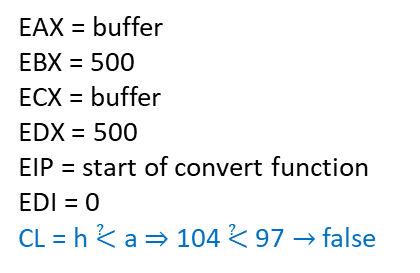 EAX = buffer
EBX = 500
ECX = buffer
EDX = 500
EIP = start of convert function
EDI = 0
CL = h <? a ⇒ 104 <? 97 → false